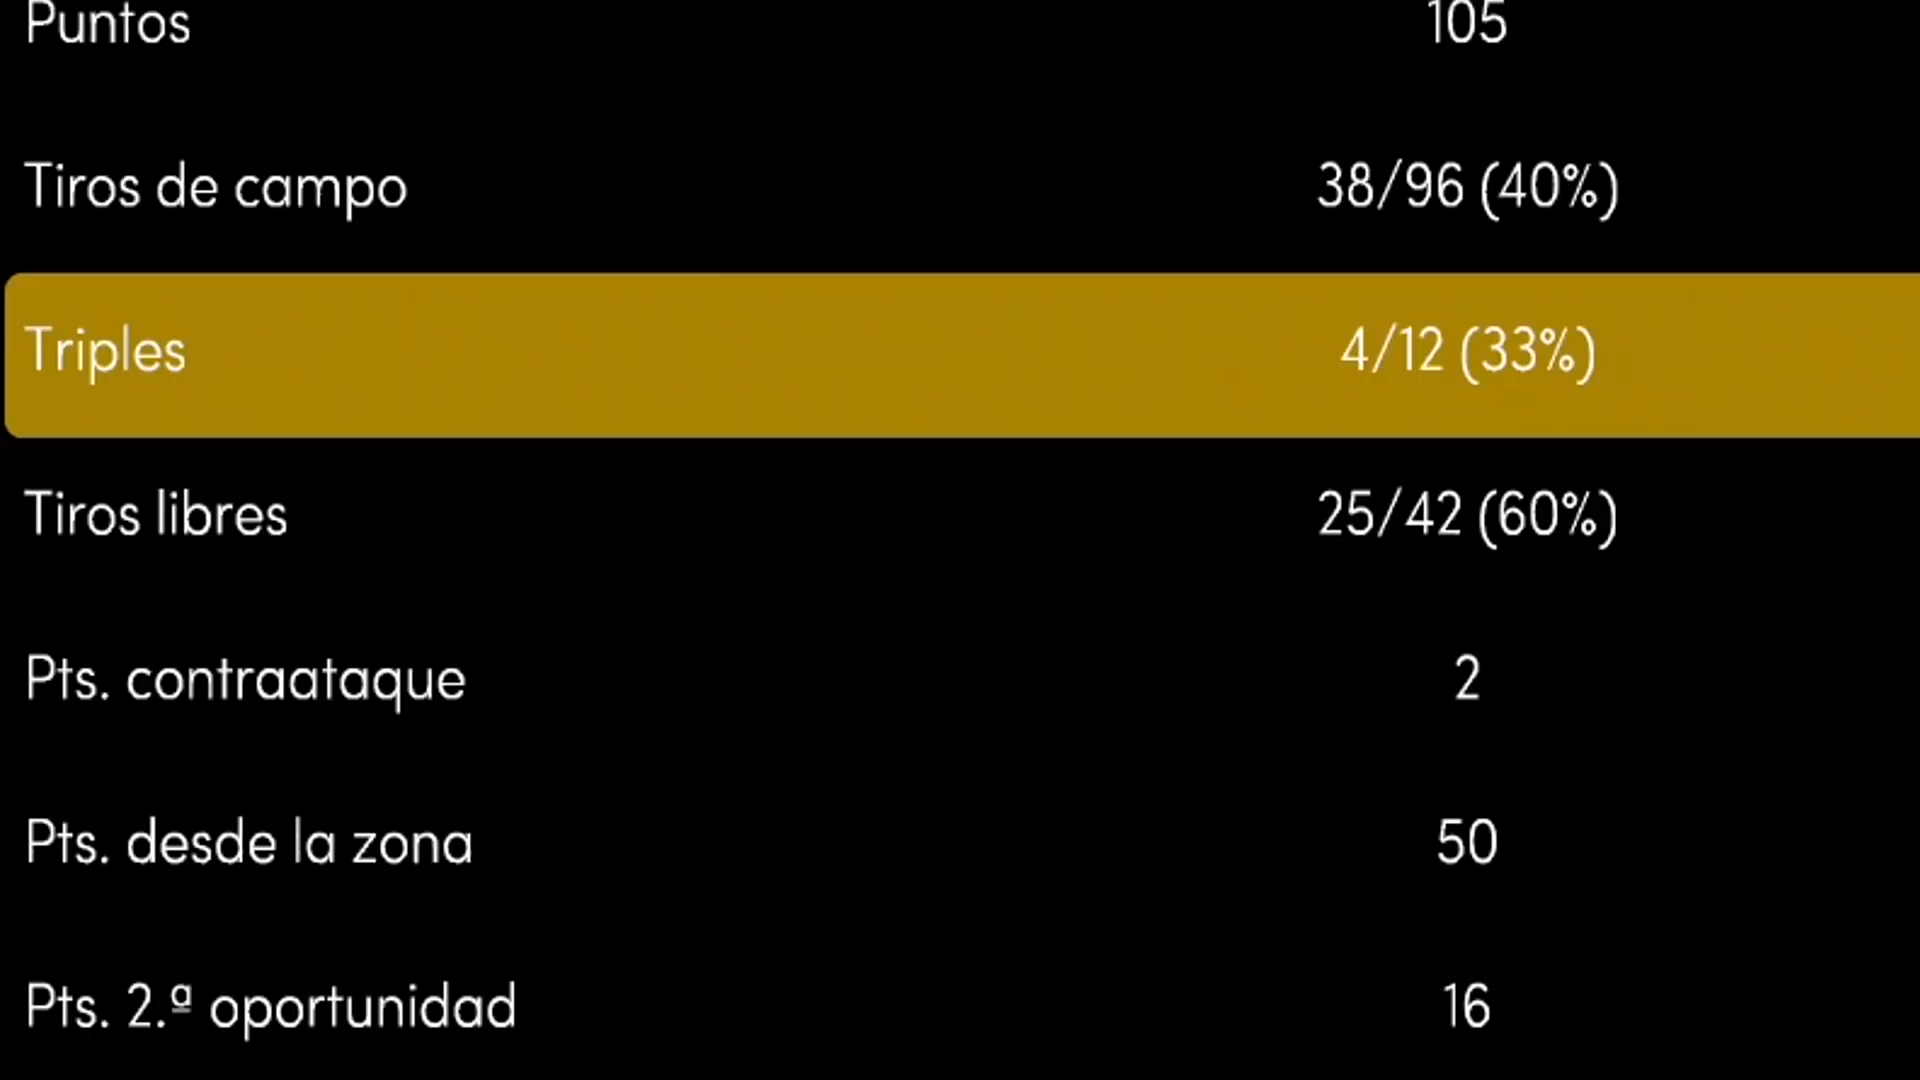 Puntos 105
Tiros de campo 38/96 (40%)
Triples 4/12 (33%)
Tiros libres 25/42 (60%)
Pts. contraataque 2
Pts. desde la zona 50
Pts. 2.ª oportunidad 16